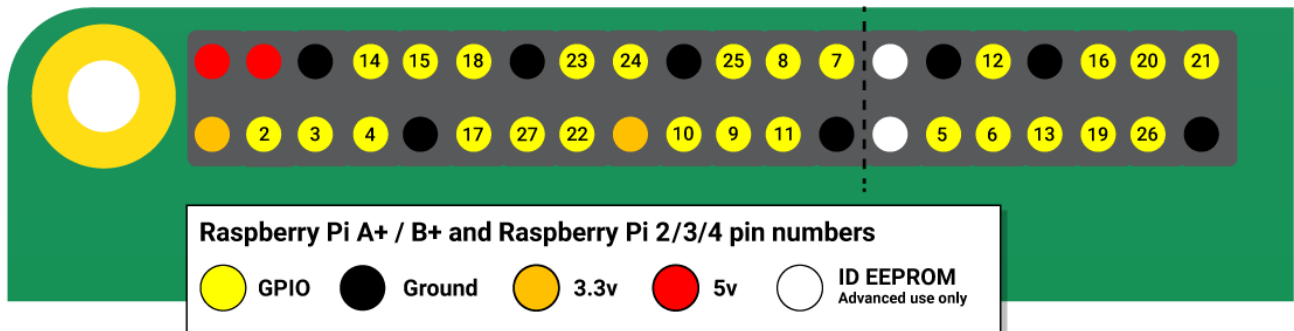 14 15 18 23 24 25 8 7 12 16 20 21
2 3 4 17 27 22 10 9 11 5 6 13 19 26
Raspberry Pi A+ / B+ and Raspberry Pi 2/3/4 pin numbers
GPIO Ground 3.3v 5v ID EEPROM
Advanced use only